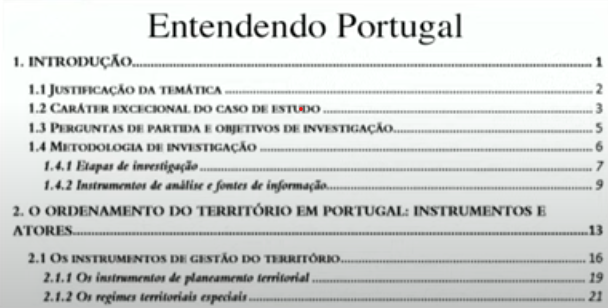 Entendendo Portugal
1. INTRODUÇÃO 1
1.1 JUSTIFICAÇÃO DA TEMÁTICA 2
1.2 CARÁTER EXCECIONAL DO CASO DE ESTUDO 3
1.3 PERGUNTAS DE PARTIDA E OBJETIVOS DE INVESTIGAÇÃO 5
1.4 METODOLOGIA DE INVESTIGAÇÃO 6
1.4.1 Etapas de investigação 7
1.4.2 Instrumentos de análise e fontes de informação 9
2. O ORDENAMENTO DO TERRITÓRIO EM PORTUGAL: INSTRUMENTOS E
ATORES 13
2.1 OS INSTRUMENTOS DE GESTÃO DO TERRITÓRIO 16
2.1.1 Os instrumentos de planeamento territorial 19
2.1.2 Os regimes territoriais especiais 21